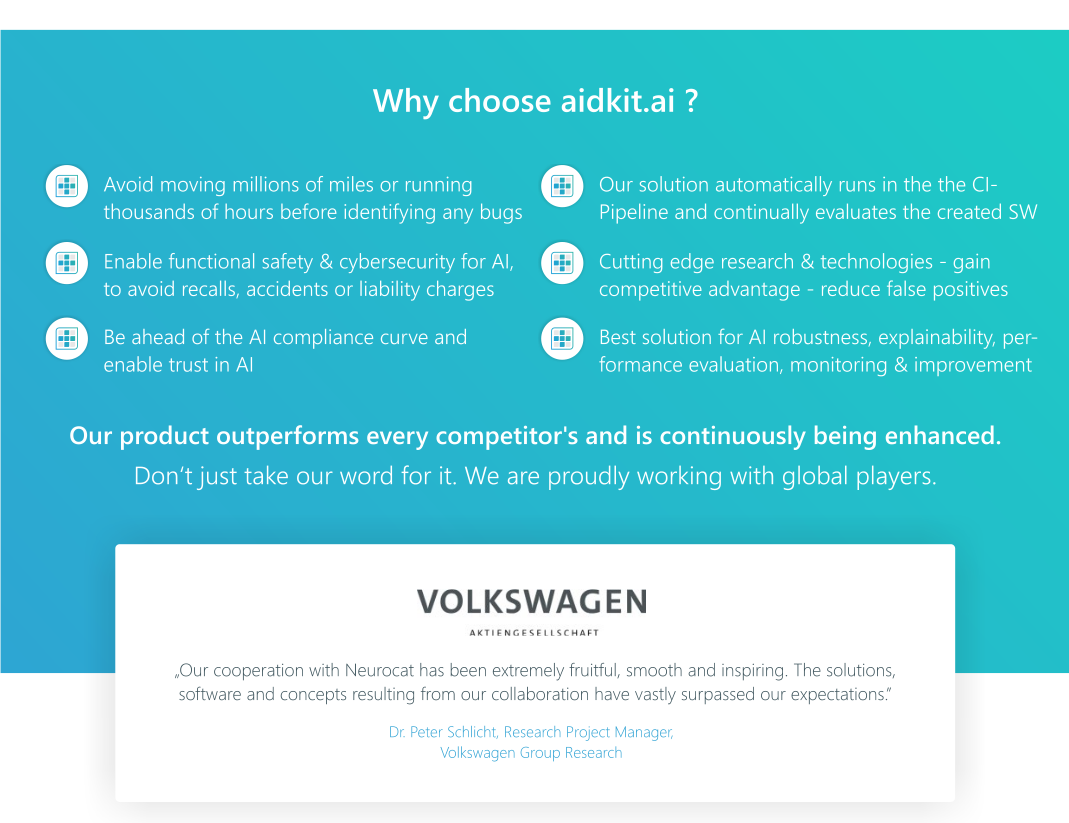 Why choose aidkit.ai ?
Avoid moving millions of miles or running
thousands of hours before identifying any bugs
Enable functional safety & cybersecurity for AI,
to avoid recalls, accidents or liability charges
Be ahead of the AI compliance curve and
enable trust in AI
Our solution automatically runs in the the CI-
Pipeline and continually evaluates the created SW
Cutting edge research & technologies - gain
competitive advantage - reduce false positives
Best solution for AI robustness, explainability, per-
formance evaluation, monitoring & improvement
Our product outperforms every competitor's and is continuously being enhanced.
Don’t just take our word for it. We are proudly working with global players.
VOLKSWAGEN
AKTIENGESELLSCHAFT
„Our cooperation with Neurocat has been extremely fruitful, smooth and inspiring. The solutions,
software and concepts resulting from our collaboration have vastly surpassed our expectations.“
Dr. Peter Schlicht, Research Project Manager,
Volkswagen Group Research